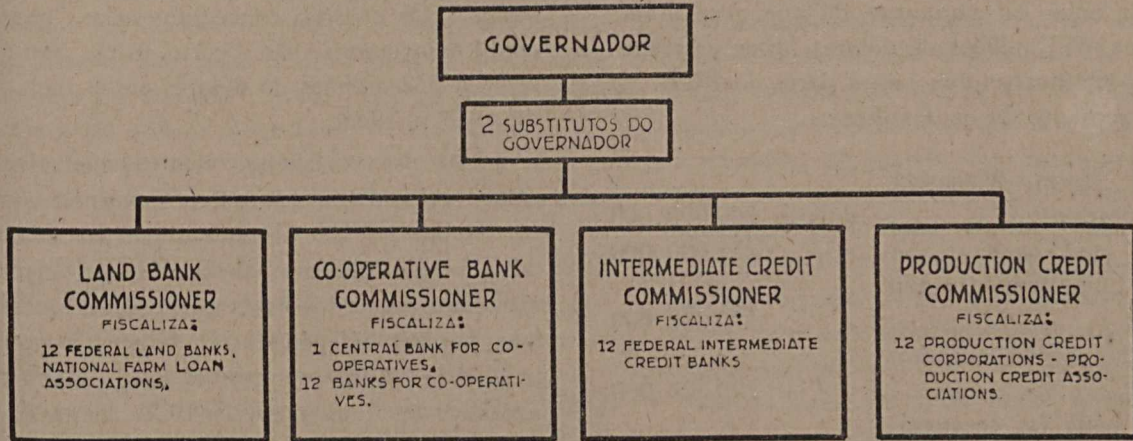 GOVERNADOR
2 SUBSTITUTOS DO
GOVERNADOR
LAND BANK
COMMISSIONER
FISCALIZA:
12 FEDERAL LAND BANKS,
NATIONAL FARM LOAN
ASSOCIATIONS.
CO-OPERATIVE BANK
COMMISSIONER
FISCALIZA:
1 CENTRAL BANK FOR CO-
OPERATIVES.
12 BANKS FOR CO-OPERATI-
VES.
INTERMEDIATE CREDIT
COMMISSIONER
FISCALIZA:
12 FEDERAL INTERMEDIATE
CREDIT BANKS
PRODUCTION CREDIT
COMMISSIONER
FISCALIZA:
12 PRODUCTION CREDIT
CORPORATIONS - PRO-
DUCTION CREDIT ASSO-
CIATIONS.